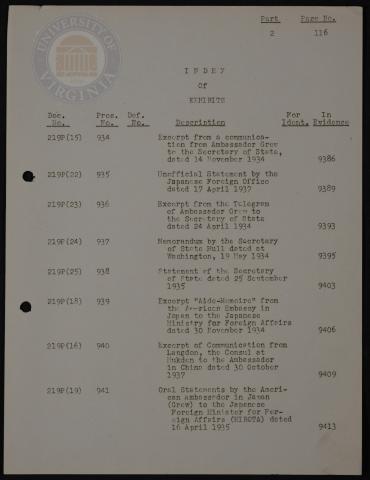 UNIVERSITY OF VIRGINIA
Part Page No.
2 116
INDEX
Of
EXHIBITS
Doc. Pros. Def. For In
No. No. No. Description Ident. Evidence
219P(15) 934 Excerpt from a communica-
tion from Ambassador Grew
to the Secretary of State,
dated 14 November 1934 9386
219P(22) 935 Unofficial Statement by the
Japanese Foreign Office
dated 17 April 1937 9389
219P(23) 936 Excerpt from the Telegram
of Ambassador Grew to
the Secretary of State
dated 24 April 1934 9393
219P(24) 937 Memorandum by the Secretary
of State Hull dated at
Washington, 19 May 1934 9395
219P(25) 938 Statement of the Secretary
of State dated 25 September
1935 9403
219P(18) 939 Excerpt "Aide-Memoire" from
the American Embassy in
Japan to the Japanese
Ministry for Foreign Affairs
dated 30 November 1934 9406
219P(16) 940 Excerpt of Communication from
Langdon, the Consul at
Mukden to the Ambassador
in China dated 30 October
1937 9409
219P(19) 941 Oral Statements by the Ameri-
can Ambassador in Japan
(Grew) to the Japanese
Foreign Minister for For-
eign Affairs (HIROTA) dated
16 April 1935 9413